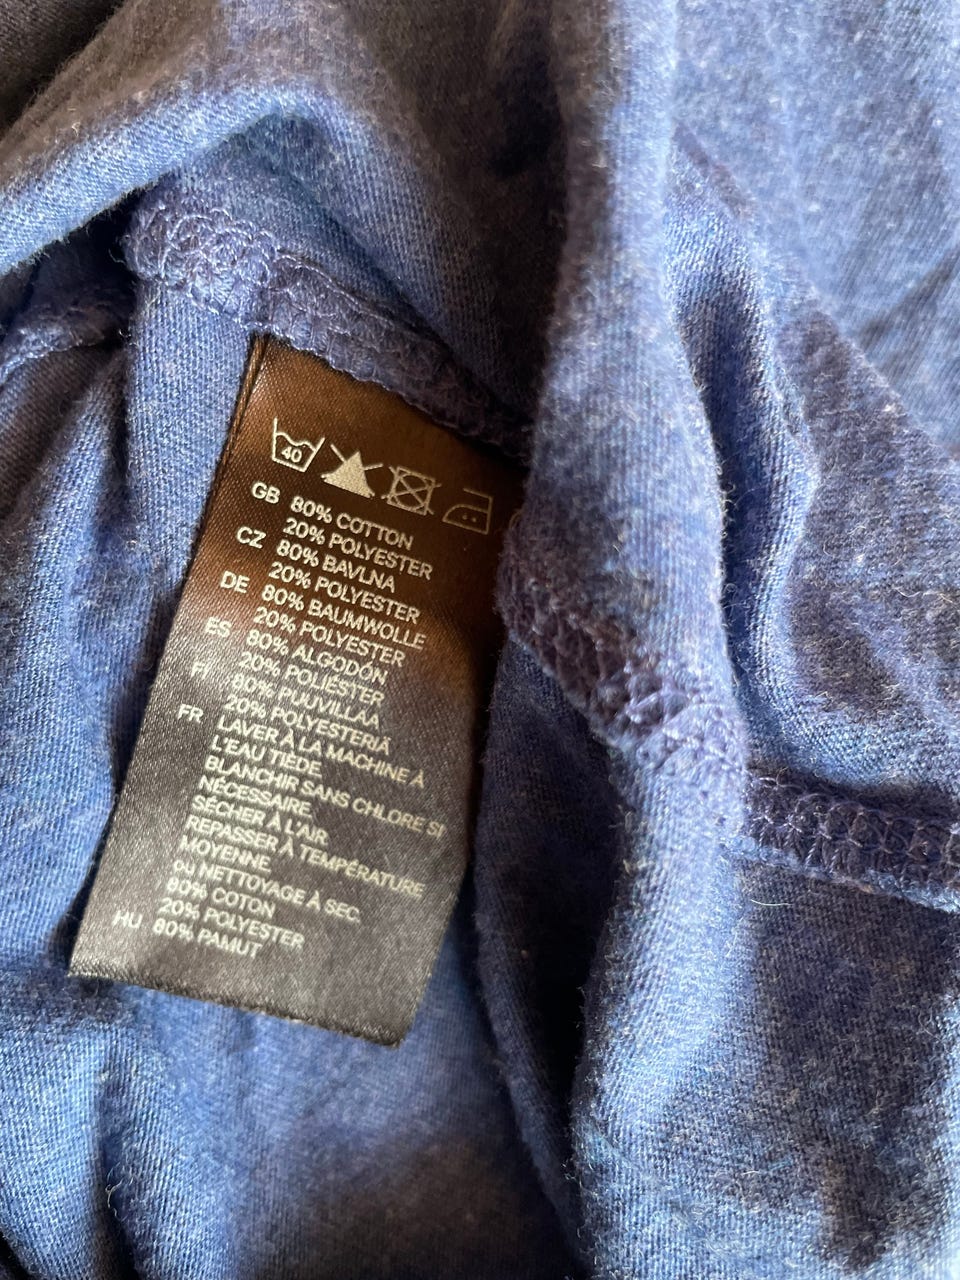 40
GB 80% COTTON
20% POLYESTER
CZ 80% BAVLNA
20% POLYESTER
DE 80% BAUMWOLLE
20% POLYESTER
ES 80% ALGODÓN
20% POLIÉSTER
FI 80% PUUVILLAA
20% POLYESTERIÄ
FR LAVER À LA MACHINE À
L'EAU TIÈDE
BLANCHIR SANS CHLORE SI
NÉCESSAIRE
SÉCHER À L'AIR
REPASSER À TEMPÉRATURE
MOYENNE
OU NETTOYAGE À SEC.
80% COTON
20% POLYESTER
HU 80% PAMUT